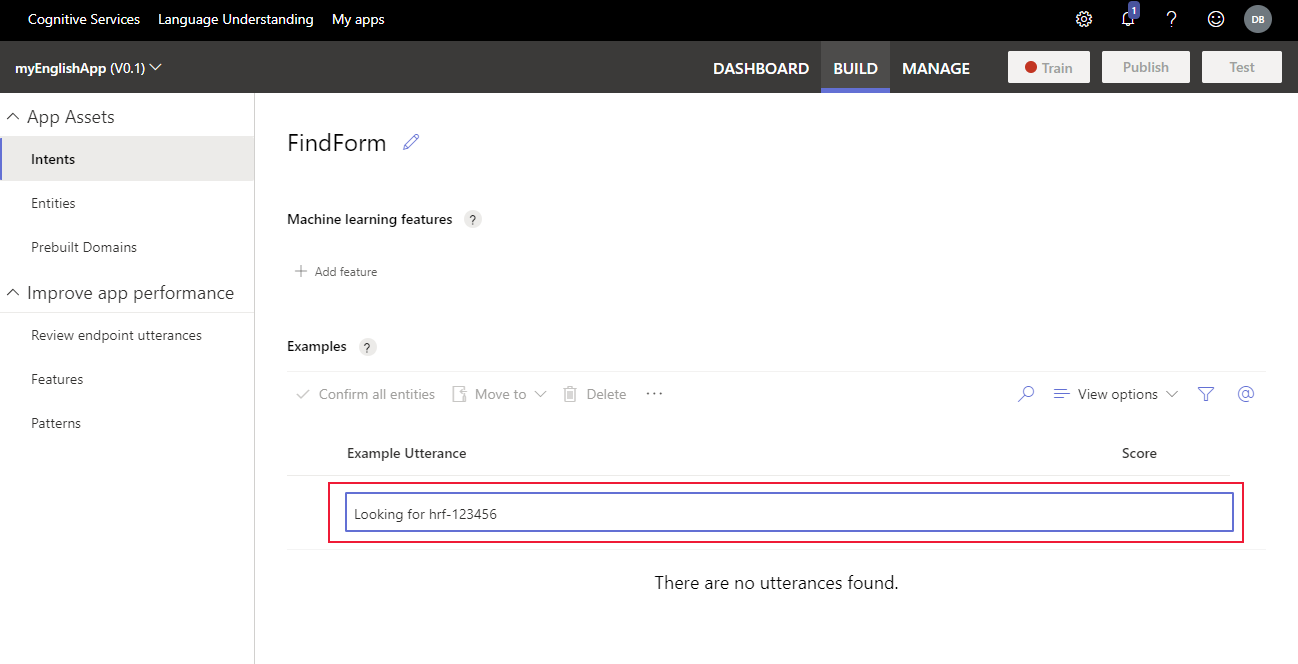 Cognitive Services Language Understanding My apps 1 ? DB
myEnglishApp (V0.1) DASHBOARD BUILD MANAGE Train Publish Test
App Assets
Intents
Entities
Prebuilt Domains
Improve app performance
Review endpoint utterances
Features
Patterns
FindForm
Machine learning features ?
+ Add feature
Examples ?
Confirm all entities Move to Delete ... View options @
Example Utterance Score
Looking for hrf-123456
There are no utterances found.